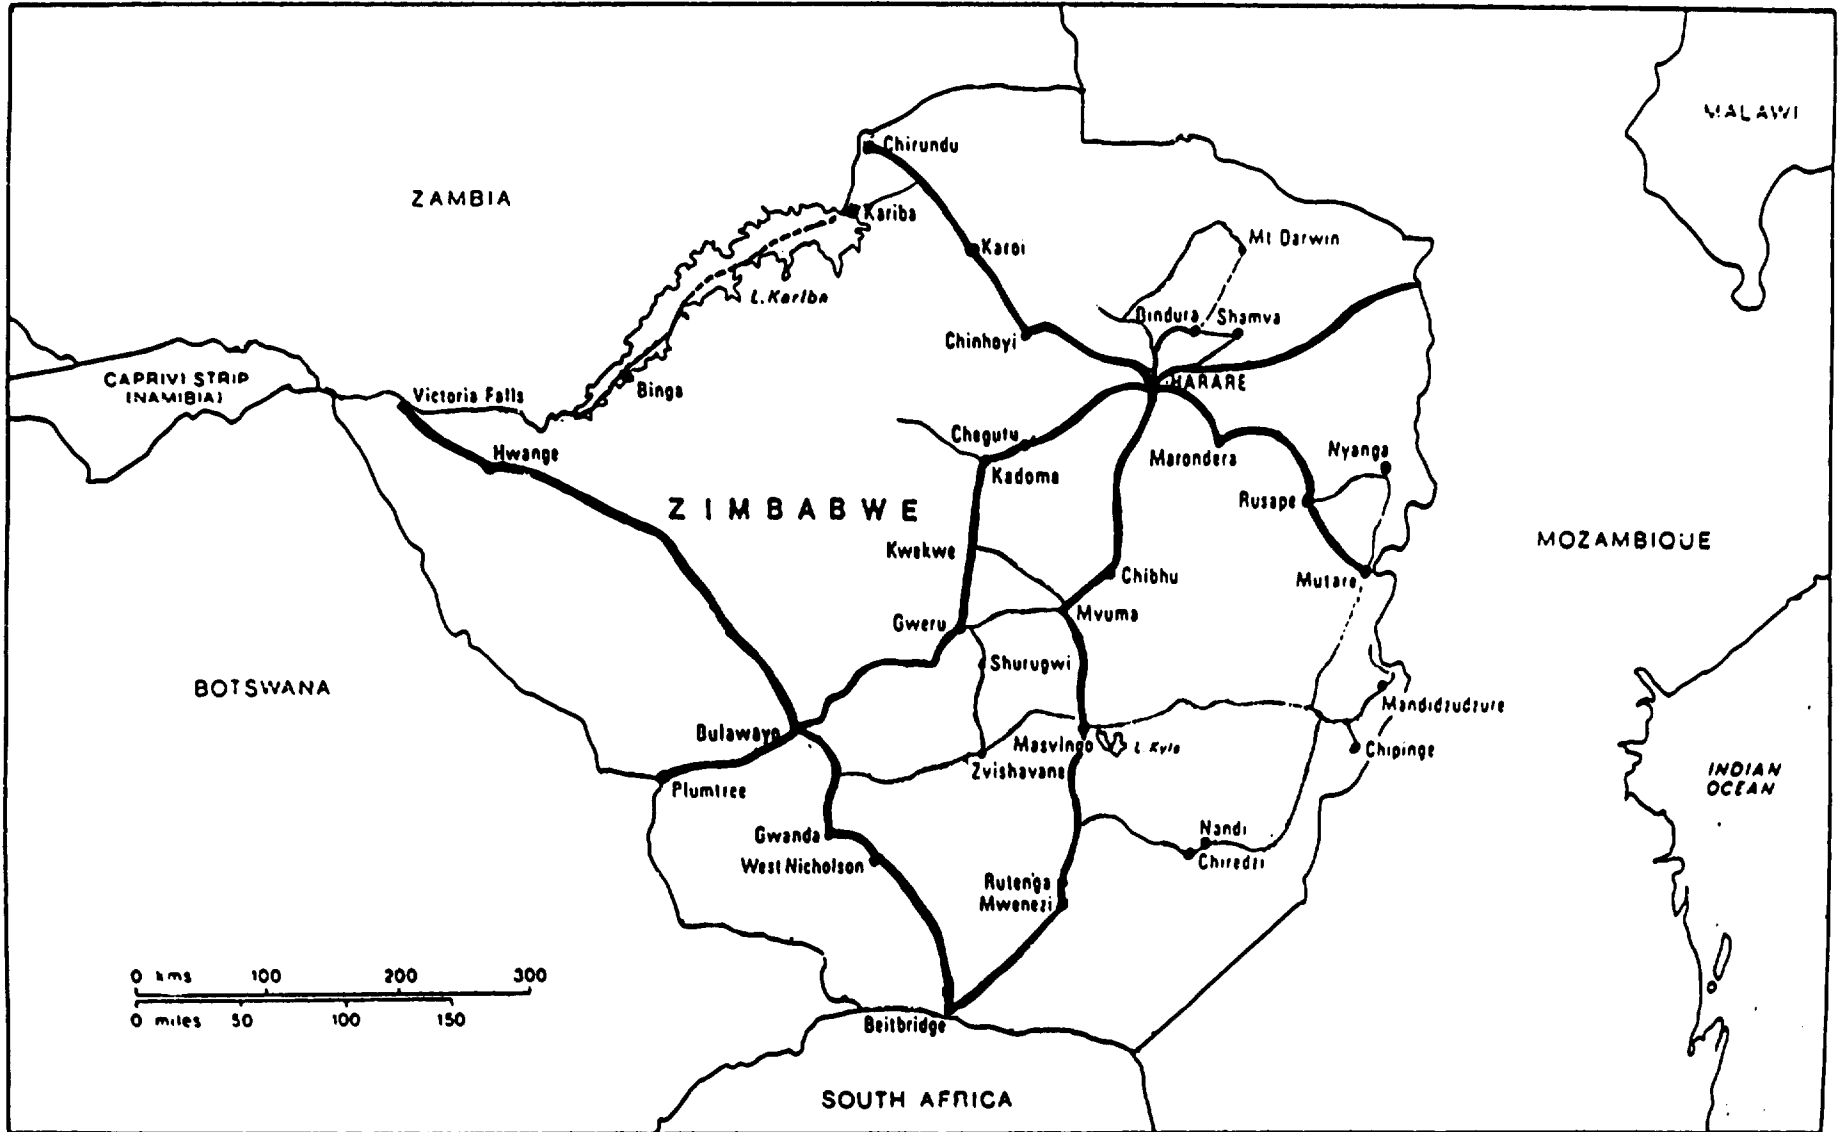 MALAWI
Chirundu
ZAMBIA
Kariba
Mt Darwin
Karoi
L. Kariba
Bindura
Shamva
Chinhoyi
CAPRIVI STRIP
(NAMIBIA)
HARARE
Victoria Falls
Binga
Chegutu
Nyanga
Hwange
Marondera
Kadoma
Rusape
ZIMBABWE
MOZAMBIQUE
Kwekwe
Chibhu
Mutare
Mvuma
Gweru
Shurugwi
BOTSWANA
Mandidzudzure
Bulawayo
Masvingo
L. Kyle
Chipinge
Zvishavane
INDIAN
OCEAN
Plumtree
Gwanda
Nandi
West Nicholson
Chiredzi
Rutenga
Mwenezi
0 kms 100 200 300
0 miles 50 100 150
Beitbridge
SOUTH AFRICA